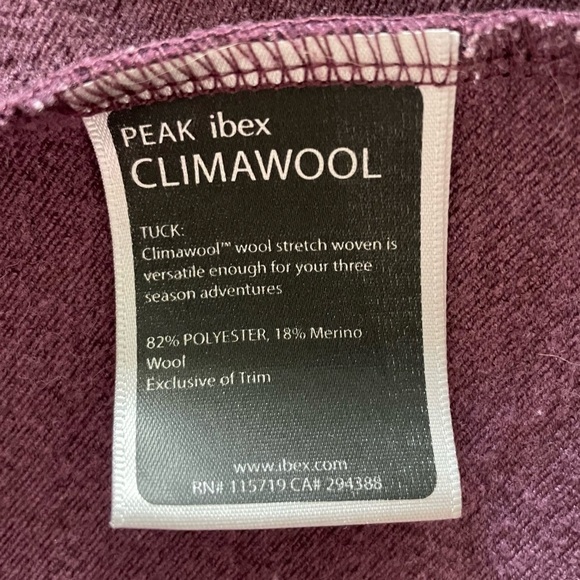 PEAK ibex
CLIMAWOOL
TUCK:
Climawool™ wool stretch woven is
versatile enough for your three
season adventures
82% POLYESTER, 18% Merino
Wool
Exclusive of Trim
www.ibex.com
RN# 115719 CA# 294388